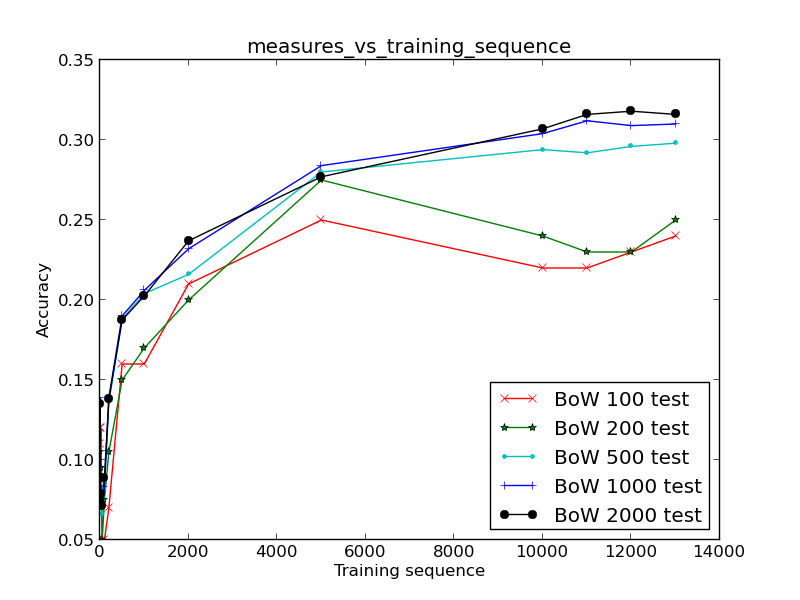 measures_vs_training_sequence
0.35
0.30
0.25
0.20
0.15
0.10
0.05
Accuracy
BoW 100 test
BoW 200 test
BoW 500 test
BoW 1000 test
BoW 2000 test
0 2000 4000 6000 8000 10000 12000 14000
Training sequence